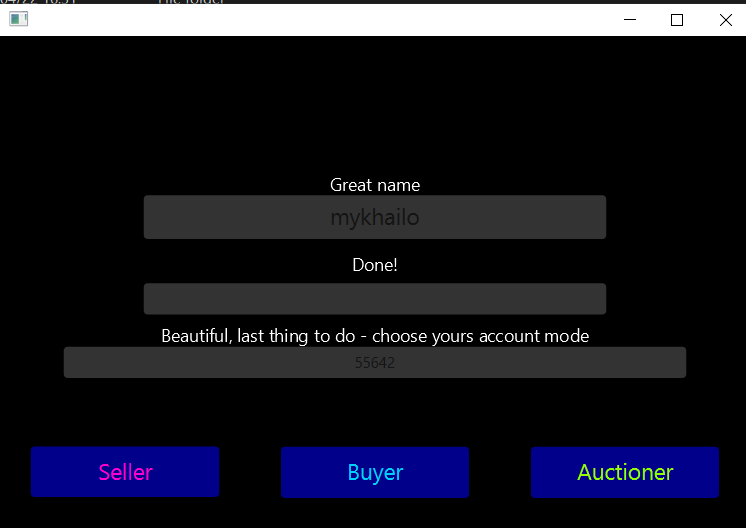 Great name
mykhailo
Done!
Beautiful, last thing to do - choose yours account mode
55642
Seller
Buyer
Auctioner